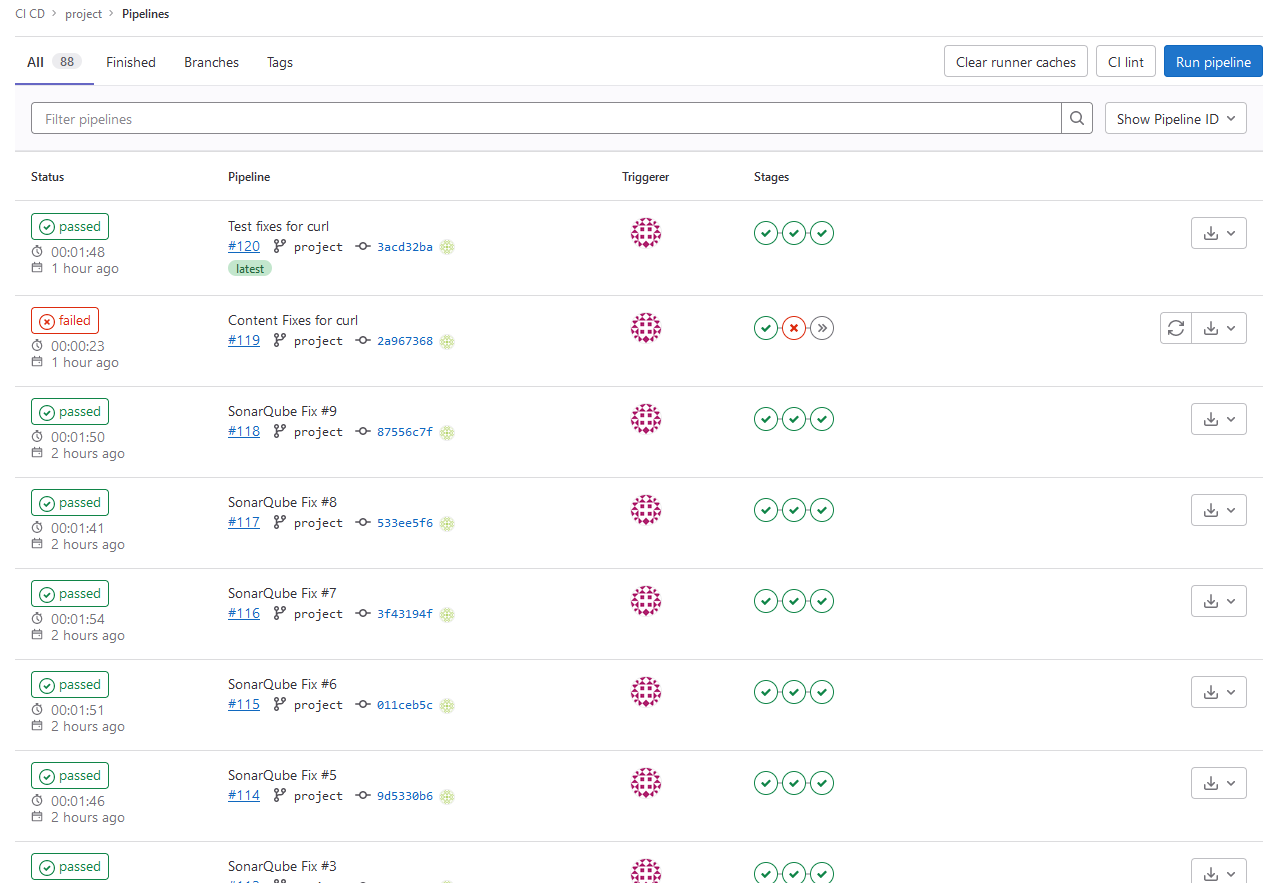 CI CD > project > Pipelines
All 88 Finished Branches Tags Clear runner caches CI lint Run pipeline
Filter pipelines Show Pipeline ID
Status Pipeline Triggerer Stages
passed Test fixes for curl
00:01:48 #120 project 3acd32ba
1 hour ago latest
failed Content Fixes for curl
00:00:23 #119 project 2a967368
1 hour ago
passed SonarQube Fix #9
00:01:50 #118 project 87556c7f
2 hours ago
passed SonarQube Fix #8
00:01:41 #117 project 533ee5f6
2 hours ago
passed SonarQube Fix #7
00:01:54 #116 project 3f43194f
2 hours ago
passed SonarQube Fix #6
00:01:51 #115 project 011ceb5c
2 hours ago
passed SonarQube Fix #5
00:01:46 #114 project 9d5330b6
2 hours ago
passed SonarQube Fix #3